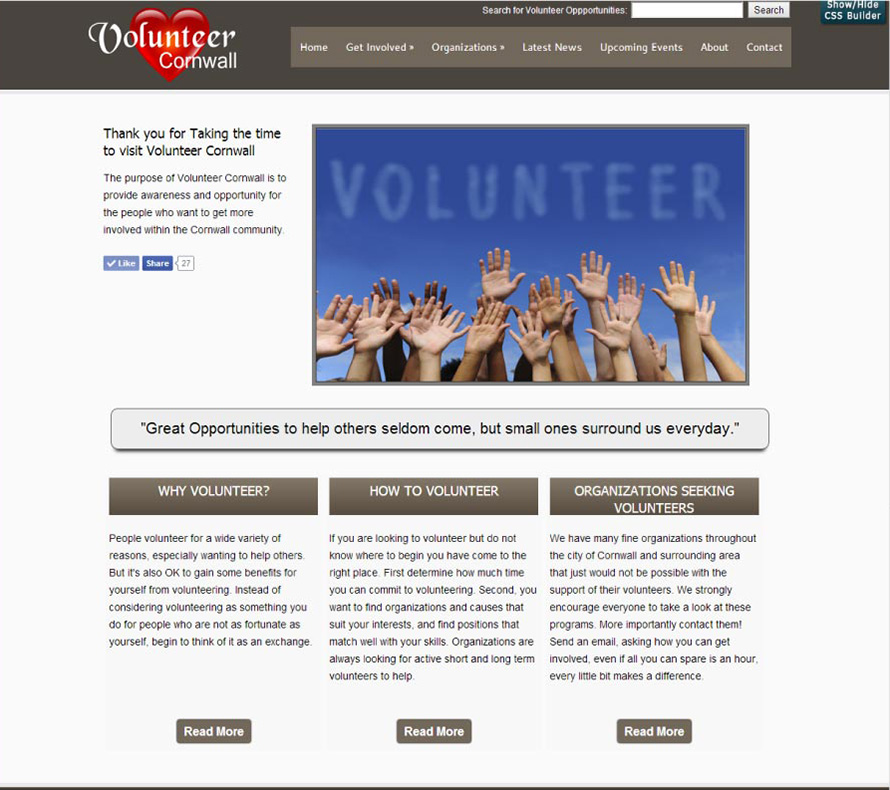 Search for Volunteer Oppportunities:
Search
Show/Hide
CSS Builder
Volunteer
Cornwall
Home Get Involved » Organizations » Latest News Upcoming Events About Contact
Thank you for Taking the time
to visit Volunteer Cornwall
The purpose of Volunteer Cornwall is to
provide awareness and opportunity for
the people who want to get more
involved within the Cornwall community.
Like Share 27
VOLUNTEER
"Great Opportunities to help others seldom come, but small ones surround us everyday."
WHY VOLUNTEER?
People volunteer for a wide variety of
reasons, especially wanting to help others.
But it's also OK to gain some benefits for
yourself from volunteering. Instead of
considering volunteering as something you
do for people who are not as fortunate as
yourself, begin to think of it as an exchange.
Read More
HOW TO VOLUNTEER
If you are looking to volunteer but do not
know where to begin you have come to the
right place. First determine how much time
you can commit to volunteering. Second, you
want to find organizations and causes that
suit your interests, and find positions that
match well with your skills. Organizations are
always looking for active short and long term
volunteers to help.
Read More
ORGANIZATIONS SEEKING
VOLUNTEERS
We have many fine organizations throughout
the city of Cornwall and surrounding area
that just would not be possible with the
support of their volunteers. We strongly
encourage everyone to take a look at these
programs. More importantly contact them!
Send an email, asking how you can get
involved, even if all you can spare is an hour,
every little bit makes a difference.
Read More